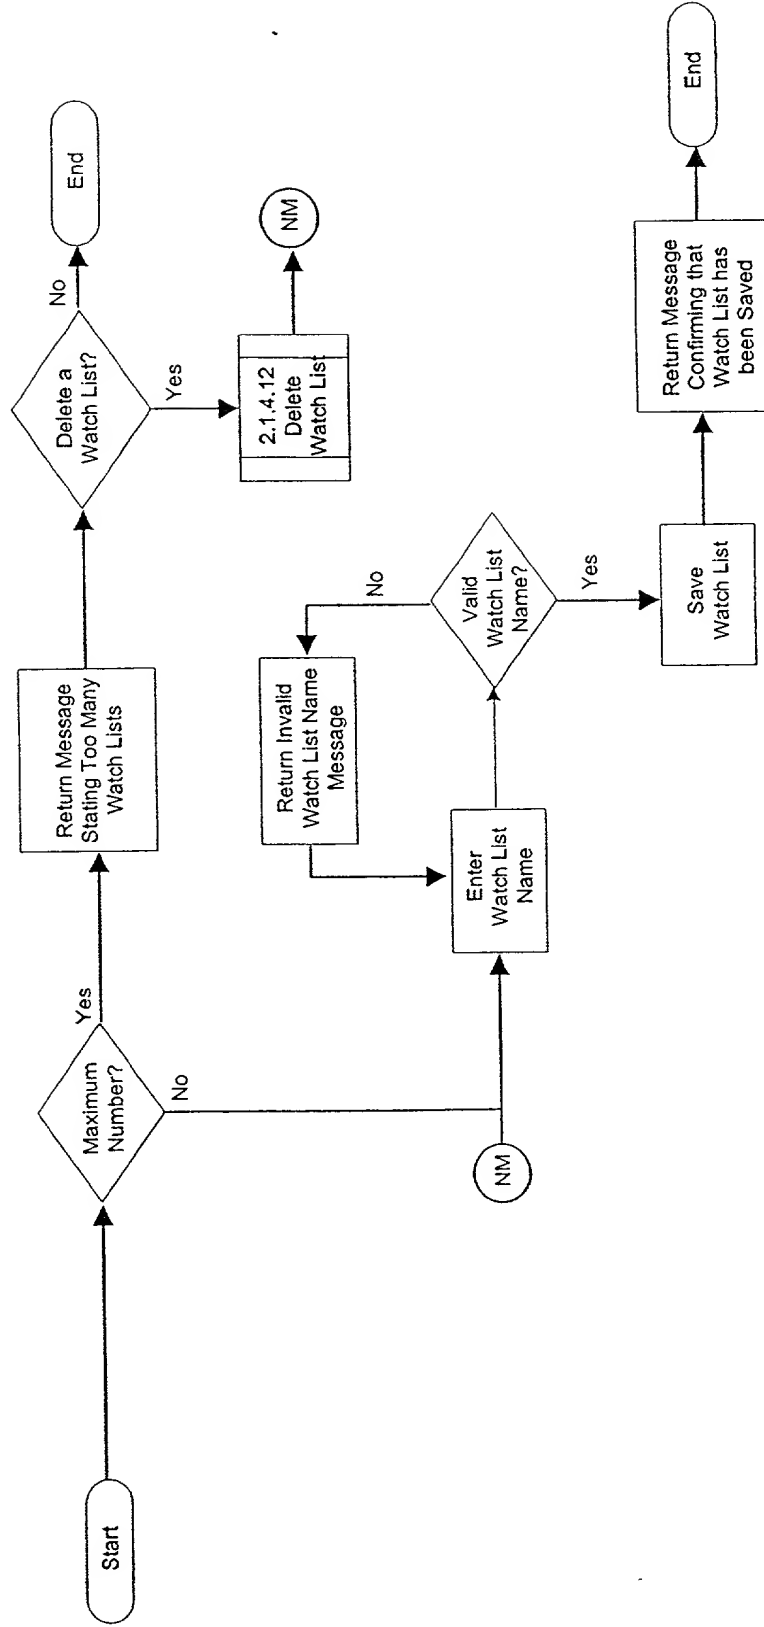 Start
Maximum
Number?
Yes
No
Return Message
Stating Too Many
Watch Lists
Delete a
Watch List?
No
End
Yes
2.1.4.12
Delete
Watch List
NM
NM
Enter
Watch List
Name
Return Invalid
Watch List Name
Message
Valid
Watch List
Name?
No
Yes
Save
Watch List
Return Message
Confirming that
Watch List has
been Saved
End